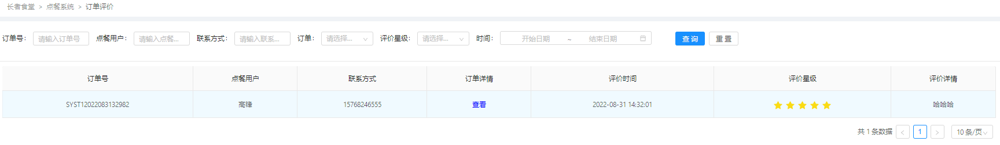 长者食堂 > 点餐系统 > 订单评价
订单号： 请输入订单号 点餐用户： 请输入点餐... 联系方式： 请输入联系... 订单： 请选择... 评价星级： 请选择... 时间： 开始日期 ~ 结束日期 查询 重置
订单号 点餐用户 联系方式 订单详情 评价时间 评价星级 评价详情
SYST12022083132982 高锋 15768246555 查看 2022-08-31 14:32:01 哈哈哈
共 1 条数据 < 1 > 10 条/页